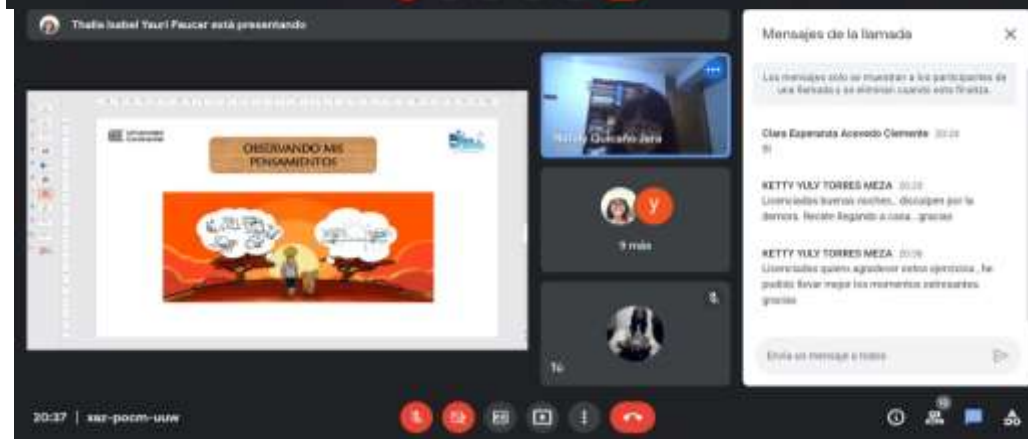 Thalia Isabel Yauri Paucar está presentando
Mensajes de la llamada
Los mensajes solo se muestran a los participantes de
una llamada y se eliminan cuando esta finaliza.
Universidad
Continental
OBSERVANDO MIS
PENSAMIENTOS
Nataly Quicaño Jara
y
9 más
Tú
Clara Esperanza Acevedo Clemente
KETTY YULY TORRES MEZA
Licenciadas buenas noches, disculpen por la
demora. Recién llegando a casa, gracias
KETTY YULY TORRES MEZA
Licenciadas quiero agradecer estos ejercicios, he
podido llevar mejor los momentos estresantes.
gracias
Envía un mensaje a todos
20:37 | xaz-pocm-uuw